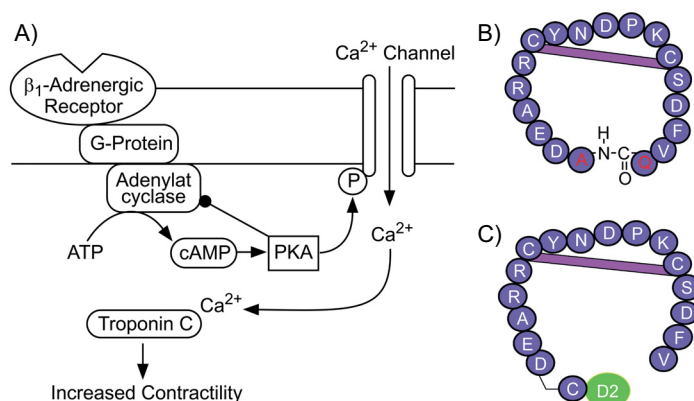 A)
β1-Adrenergic
Receptor
G-Protein
Adenylat
cyclase
ATP
cAMP
PKA
P
Ca2+ Channel
Ca2+
Ca2+
Troponin C
Increased Contractility
B)
C Y N D P K C
R R A E D A
S D F V Q
H
N C
O
C)
C Y N D P K C
R R A E D C D2
S D F V